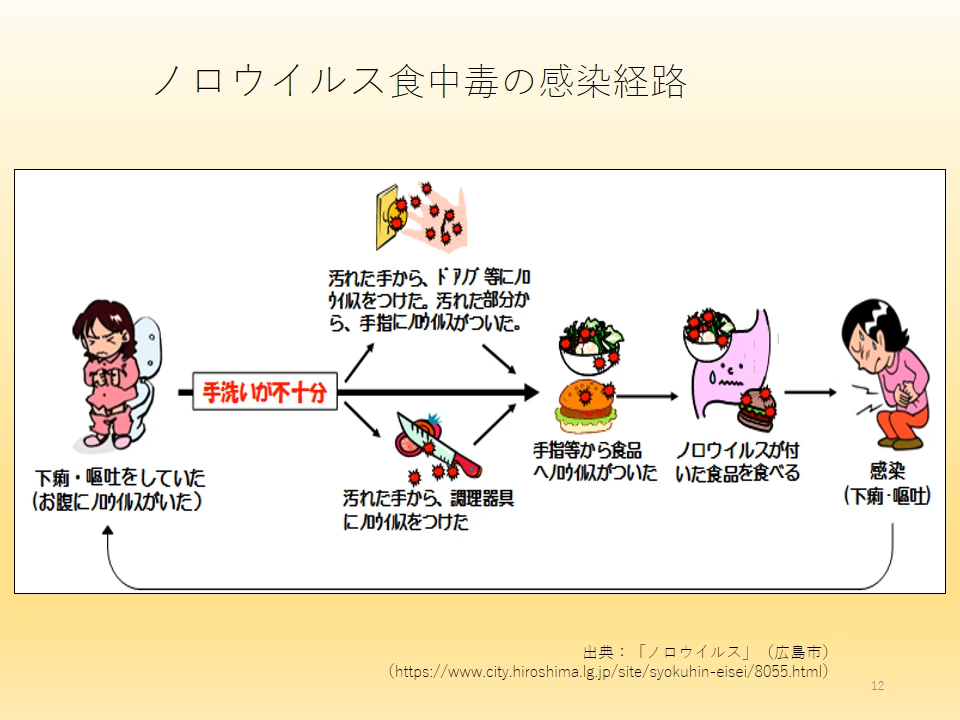 ノロウイルス食中毒の感染経路
汚れた手から、ﾄﾞｱﾉﾌﾞ等にﾉﾛ
ｳｲﾙｽをつけた。汚れた部分か
ら、手指にﾉﾛｳｲﾙｽがついた。
手洗いが不十分
下痢・嘔吐をしていた
(お腹にﾉﾛｳｲﾙｽがいた)
汚れた手から、調理器具
にﾉﾛｳｲﾙｽをつけた
手指等から食品
へﾉﾛｳｲﾙｽがついた
ノロウイルスが付
いた食品を食べる
感染
(下痢・嘔吐)
出典：「ノロウイルス」（広島市）
（https://www.city.hiroshima.lg.jp/site/syokuhin-eisei/8055.html）
12